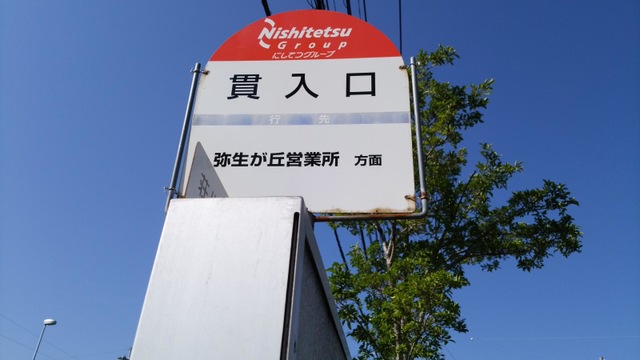 Nishitetsu
Group
にしてつグループ
貫入口
行先
弥生が丘営業所 方面